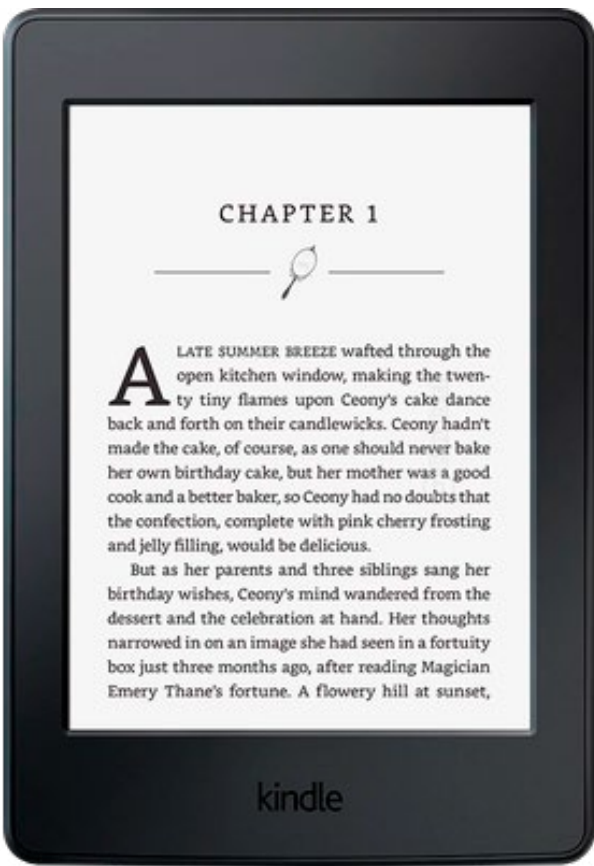 CHAPTER 1
A LATE SUMMER BREEZE wafted through the
open kitchen window, making the twen-
ty tiny flames upon Ceony's cake dance
back and forth on their candlewicks. Ceony hadn't
made the cake, of course, as one should never bake
her own birthday cake, but her mother was a good
cook and a better baker, so Ceony had no doubts that
the confection, complete with pink cherry frosting
and jelly filling, would be delicious.
But as her parents and three siblings sang her
birthday wishes, Ceony's mind wandered from the
dessert and the celebration at hand. Her thoughts
narrowed in on an image she had seen in a fortuity
box just three months ago, after reading Magician
Emery Thane's fortune. A flowery hill at sunset,
kindle